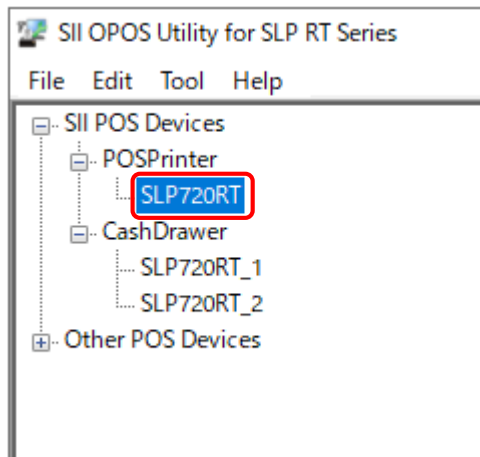 SII OPOS Utility for SLP RT Series
File Edit Tool Help
SII POS Devices
POSPrinter
SLP720RT
CashDrawer
SLP720RT_1
SLP720RT_2
Other POS Devices